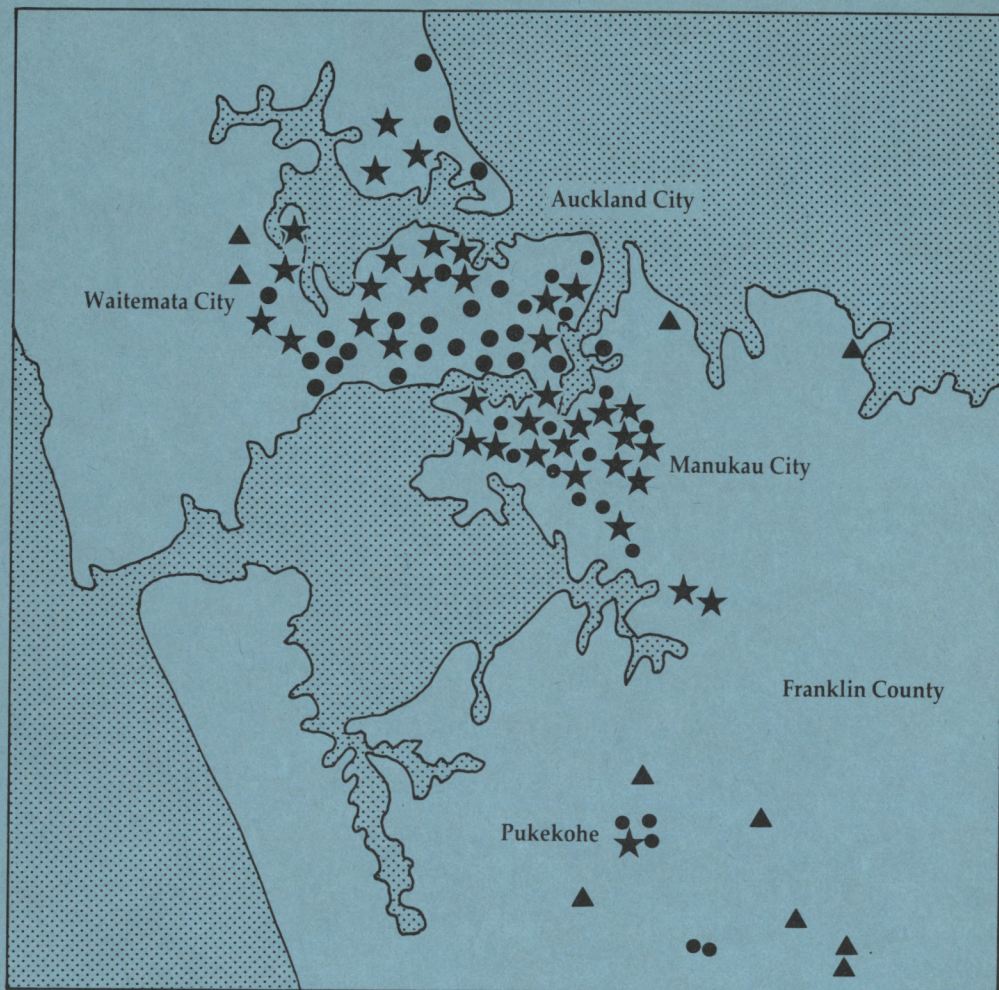 Auckland City
Waitemata City
Manukau City
Franklin County
Pukekohe